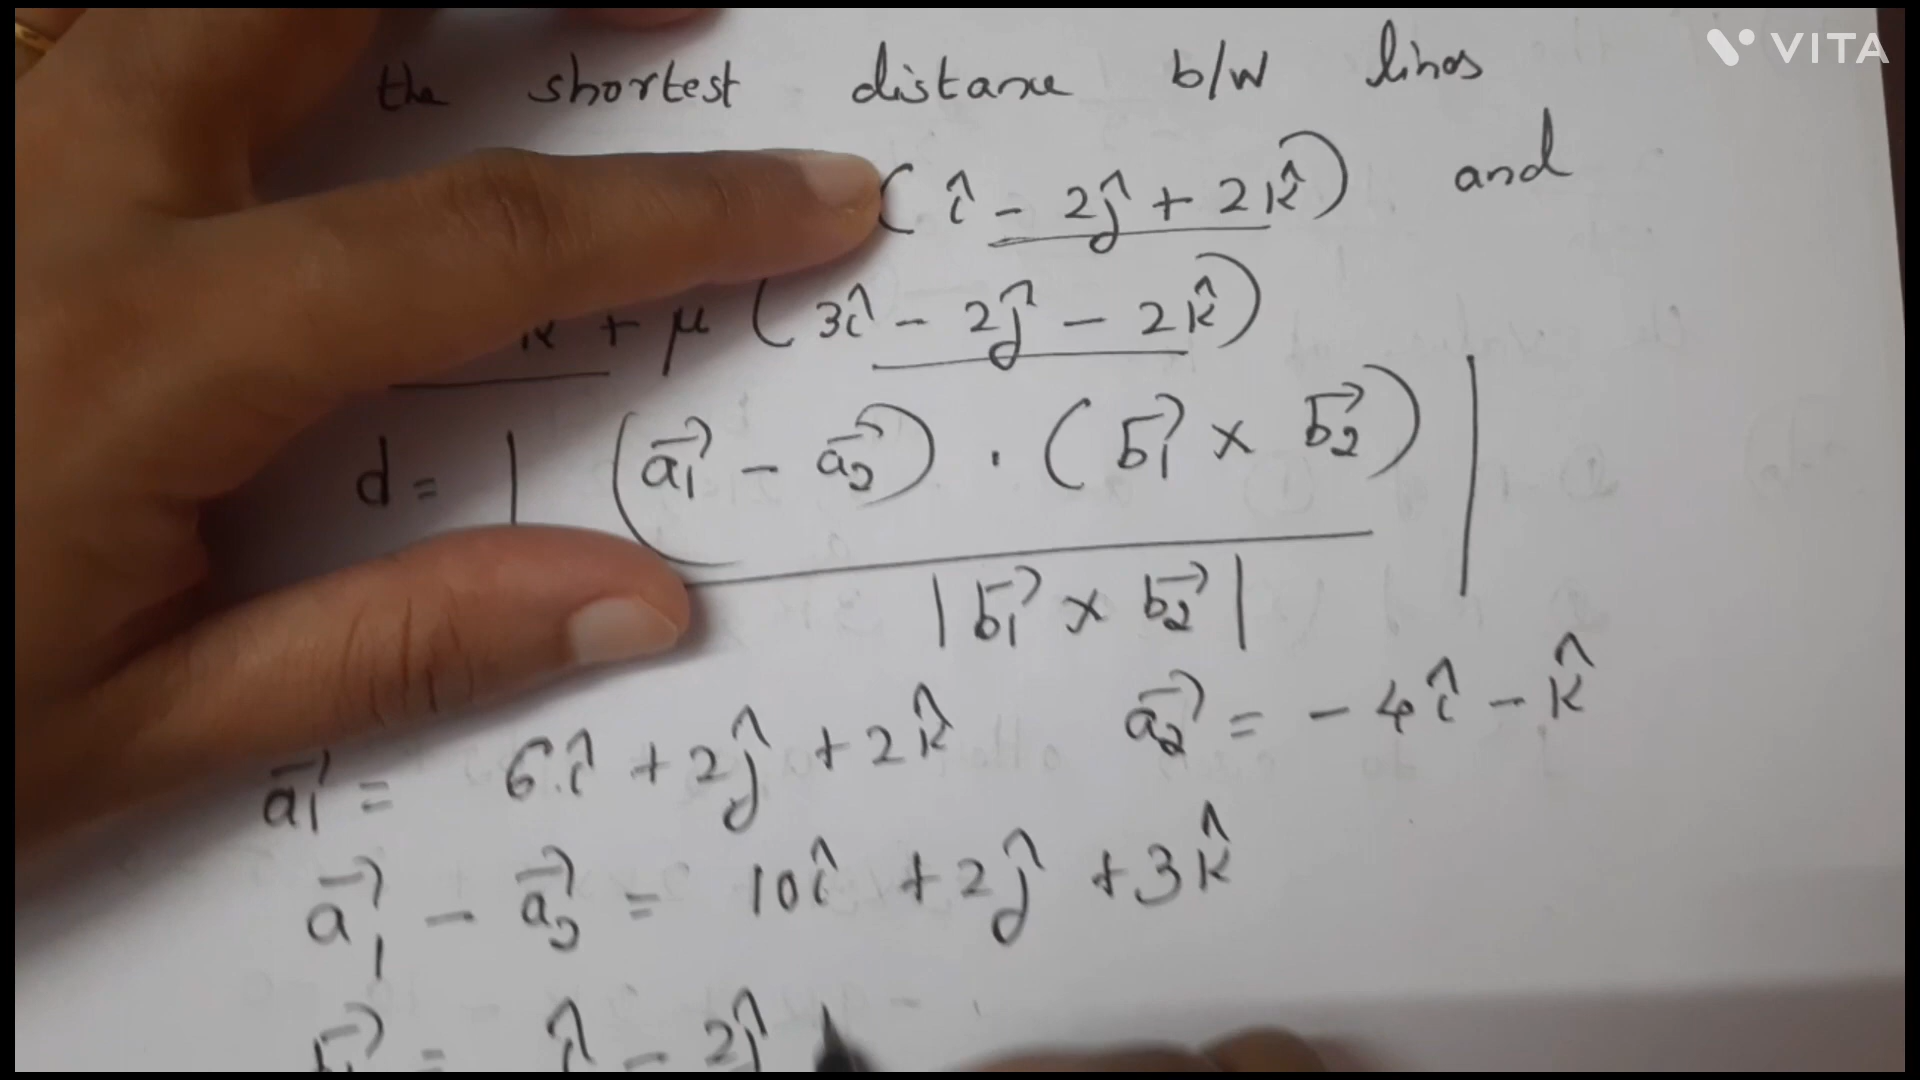 VITA
the shortest distance b/w lines
( î - 2ĵ + 2k̂ ) and
k + μ ( 3î - 2ĵ - 2k̂ )
d = | (a₁⃗ - a₂⃗) . ( b₁⃗ × b₂⃗ ) |
| b₁⃗ × b₂⃗ |
a₁⃗ = 6î + 2ĵ + 2k̂ a₂⃗ = - 4î - k̂
a₁⃗ - a₂⃗ = 10î + 2ĵ + 3k̂
= î - 2ĵ